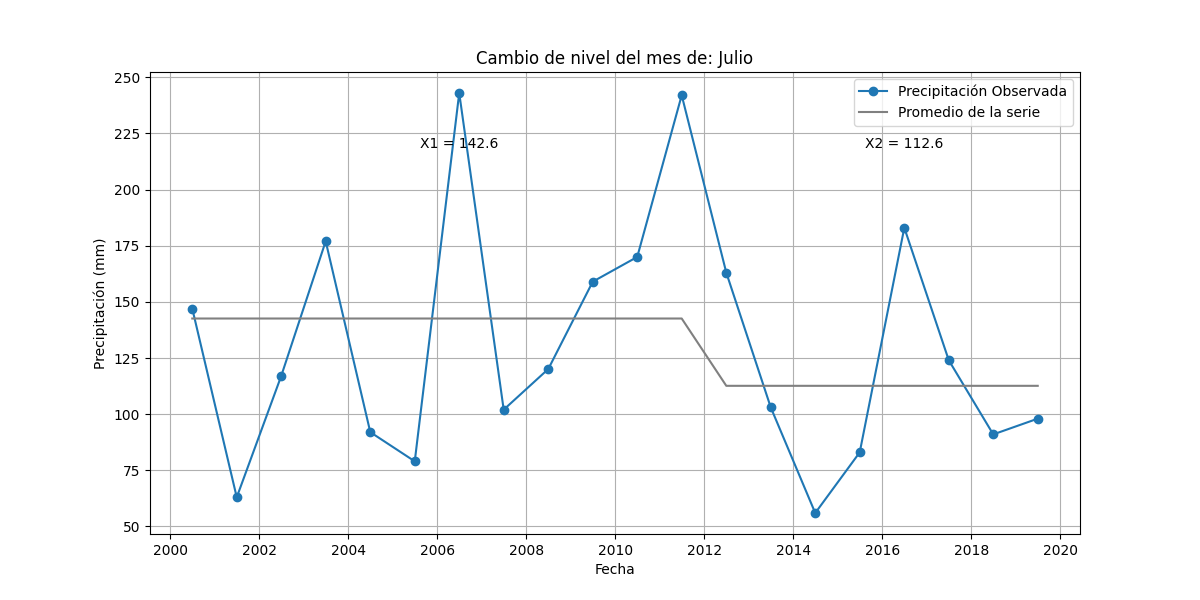 Cambio de nivel del mes de: Julio
Precipitación Observada
Promedio de la serie
X1 = 142.6
X2 = 112.6
Precipitación (mm)
250
225
200
175
150
125
100
75
50
2000
2002
2004
2006
2008
2010
2012
2014
2016
2018
2020
Fecha